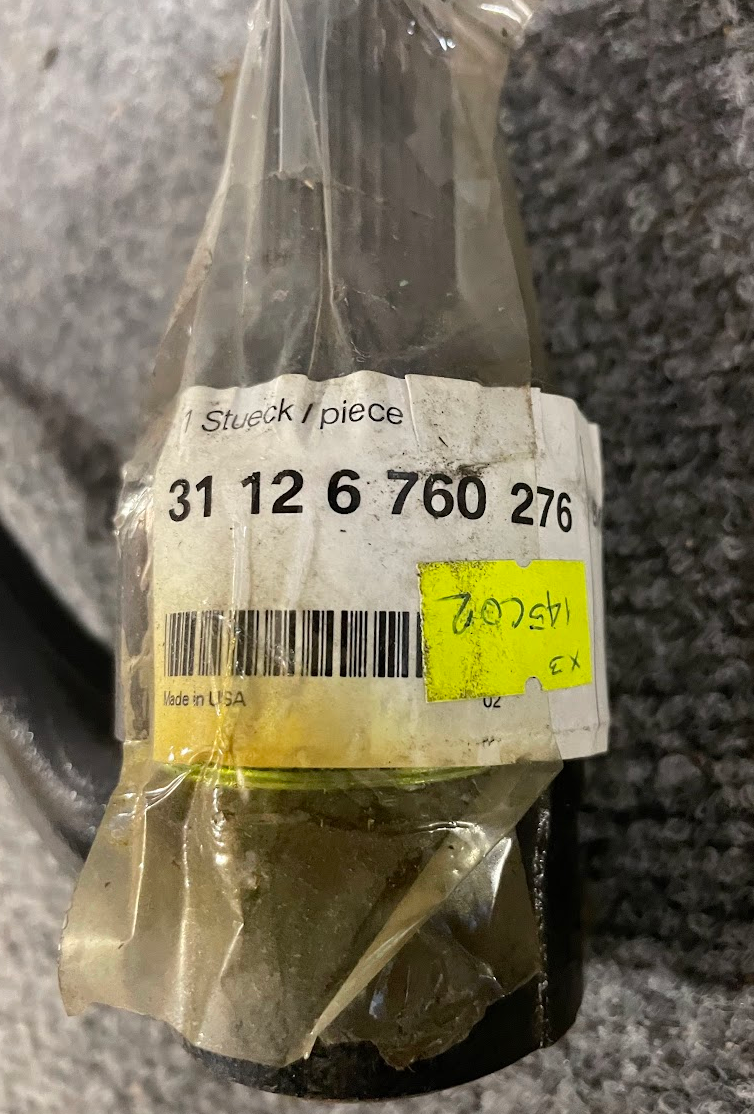 1 Stueck / piece
31 12 6 760 276
145C02
x3
Made in USA
02